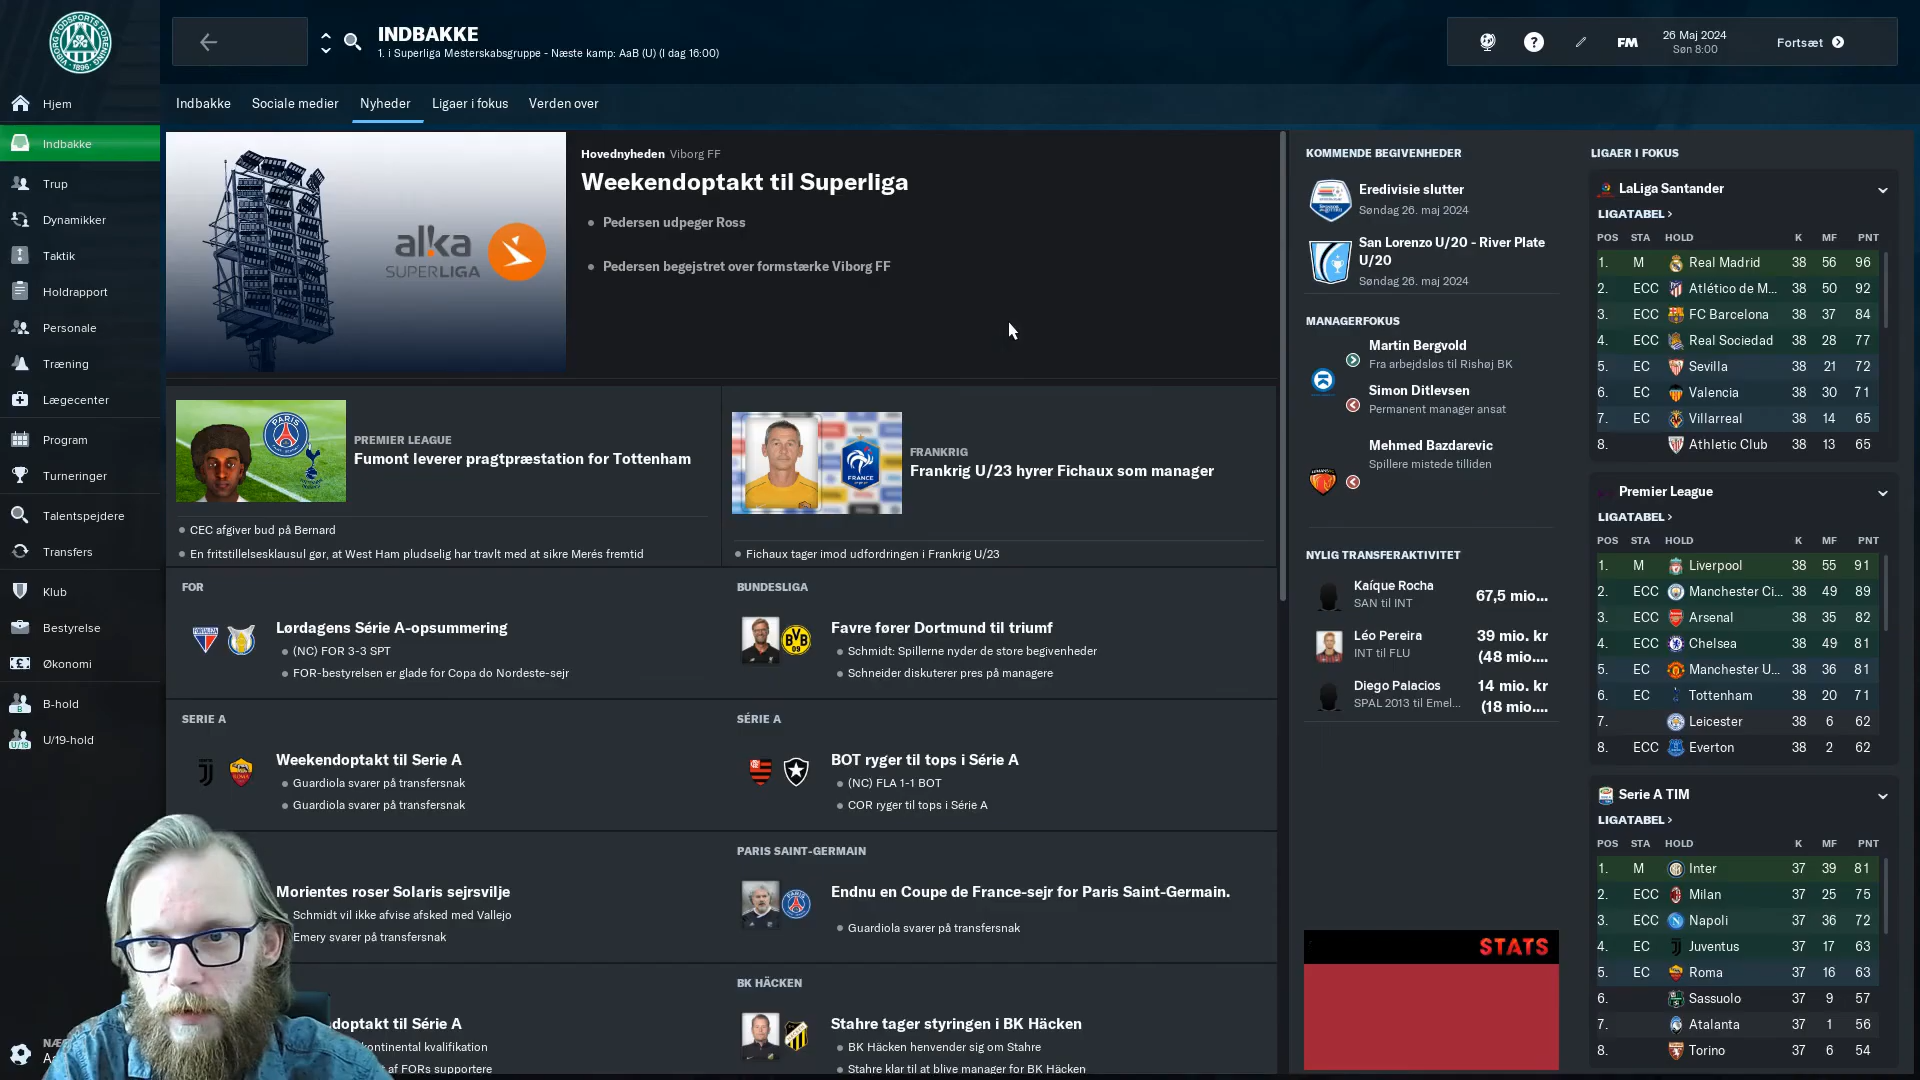 INDBAKKE
1. i Superliga Mesterskabsgruppe - Næste kamp: AaB (U) (I dag 16:00)
FM
26 Maj 2024
Søn 8:00
Fortsæt
Hjem
Indbakke
Trup
Dynamikker
Taktik
Holdrapport
Personale
Træning
Lægecenter
Program
Turneringer
Talentspejdere
Transfers
Klub
Bestyrelse
Økonomi
B-hold
U/19-hold
Indbakke Sociale medier Nyheder Ligaer i fokus Verden over
alka
SUPERLIGA
Hovednyheden Viborg FF
Weekendoptakt til Superliga
Pedersen udpeger Ross
Pedersen begejstret over formstærke Viborg FF
PREMIER LEAGUE
Fumont leverer pragtpræstation for Tottenham
CEC afgiver bud på Bernard
En fritstillelsesklausul gør, at West Ham pludselig har travlt med at sikre Merés fremtid
FRANKRIG
Frankrig U/23 hyrer Fichaux som manager
Fichaux tager imod udfordringen i Frankrig U/23
FOR
Lørdagens Série A-opsummering
(NC) FOR 3-3 SPT
FOR-bestyrelsen er glade for Copa do Nordeste-sejr
BUNDESLIGA
Favre fører Dortmund til triumf
Schmidt: Spillerne nyder de store begivenheder
Schneider diskuterer pres på managere
SERIE A
Weekendoptakt til Serie A
Guardiola svarer på transfersnak
Guardiola svarer på transfersnak
SÉRIE A
BOT ryger til tops i Série A
(NC) FLA 1-1 BOT
COR ryger til tops i Série A
Morientes roser Solaris sejrsvilje
Schmidt vil ikke afvise afsked med Vallejo
Emery svarer på transfersnak
PARIS SAINT-GERMAIN
Endnu en Coupe de France-sejr for Paris Saint-Germain.
Guardiola svarer på transfersnak
doptakt til Série A
kontinental kvalifikation
af FORs supportere
BK HÄCKEN
Stahre tager styringen i BK Häcken
BK Häcken henvender sig om Stahre
Stahre klar til at blive manager for BK Häcken
KOMMENDE BEGIVENHEDER
Eredivisie slutter
Søndag 26. maj 2024
San Lorenzo U/20 - River Plate
U/20
Søndag 26. maj 2024
MANAGERFOKUS
Martin Bergvold
Fra arbejdsløs til Rishøj BK
Simon Ditlevsen
Permanent manager ansat
Mehmed Bazdarevic
Spillere mistede tilliden
NYLIG TRANSFERAKTIVITET
Kaíque Rocha
SAN til INT
67,5 mio...
Léo Pereira
INT til FLU
39 mio. kr
(48 mio....
Diego Palacios
SPAL 2013 til Emel...
14 mio. kr
(18 mio....
STATS
LIGAER I FOKUS
LaLiga Santander
LIGATABEL >
POS STA HOLD K MF PNT
1. M Real Madrid 38 56 96
2. ECC Atlético de M... 38 50 92
3. ECC FC Barcelona 38 37 84
4. ECC Real Sociedad 38 28 77
5. EC Sevilla 38 21 72
6. EC Valencia 38 30 71
7. EC Villarreal 38 14 65
8. Athletic Club 38 13 65
Premier League
LIGATABEL >
POS STA HOLD K MF PNT
1. M Liverpool 38 55 91
2. ECC Manchester Ci... 38 49 89
3. ECC Arsenal 38 35 82
4. ECC Chelsea 38 49 81
5. EC Manchester U... 38 36 81
6. EC Tottenham 38 20 71
7. Leicester 38 6 62
8. ECC Everton 38 2 62
Serie A TIM
LIGATABEL >
POS STA HOLD K MF PNT
1. M Inter 37 39 81
2. ECC Milan 37 25 75
3. ECC Napoli 37 36 72
4. EC Juventus 37 17 63
5. EC Roma 37 16 63
6. Sassuolo 37 9 57
7. Atalanta 37 1 56
8. Torino 37 6 54